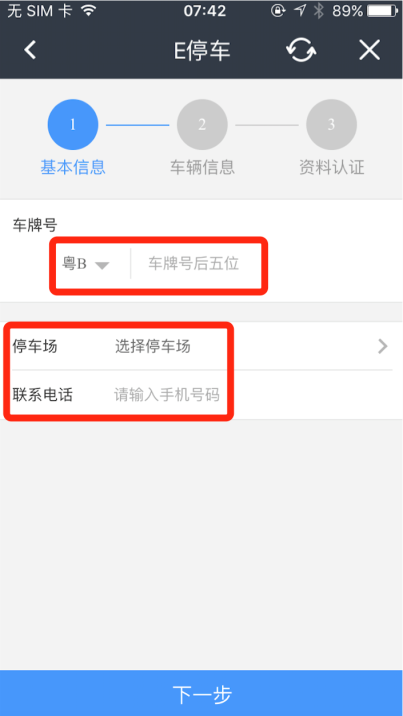 无 SIM 卡 07:42 89%
E停车
1 2 3
基本信息 车辆信息 资料认证
车牌号
粤B 车牌号后五位
停车场 选择停车场
联系电话 请输入手机号码
下一步